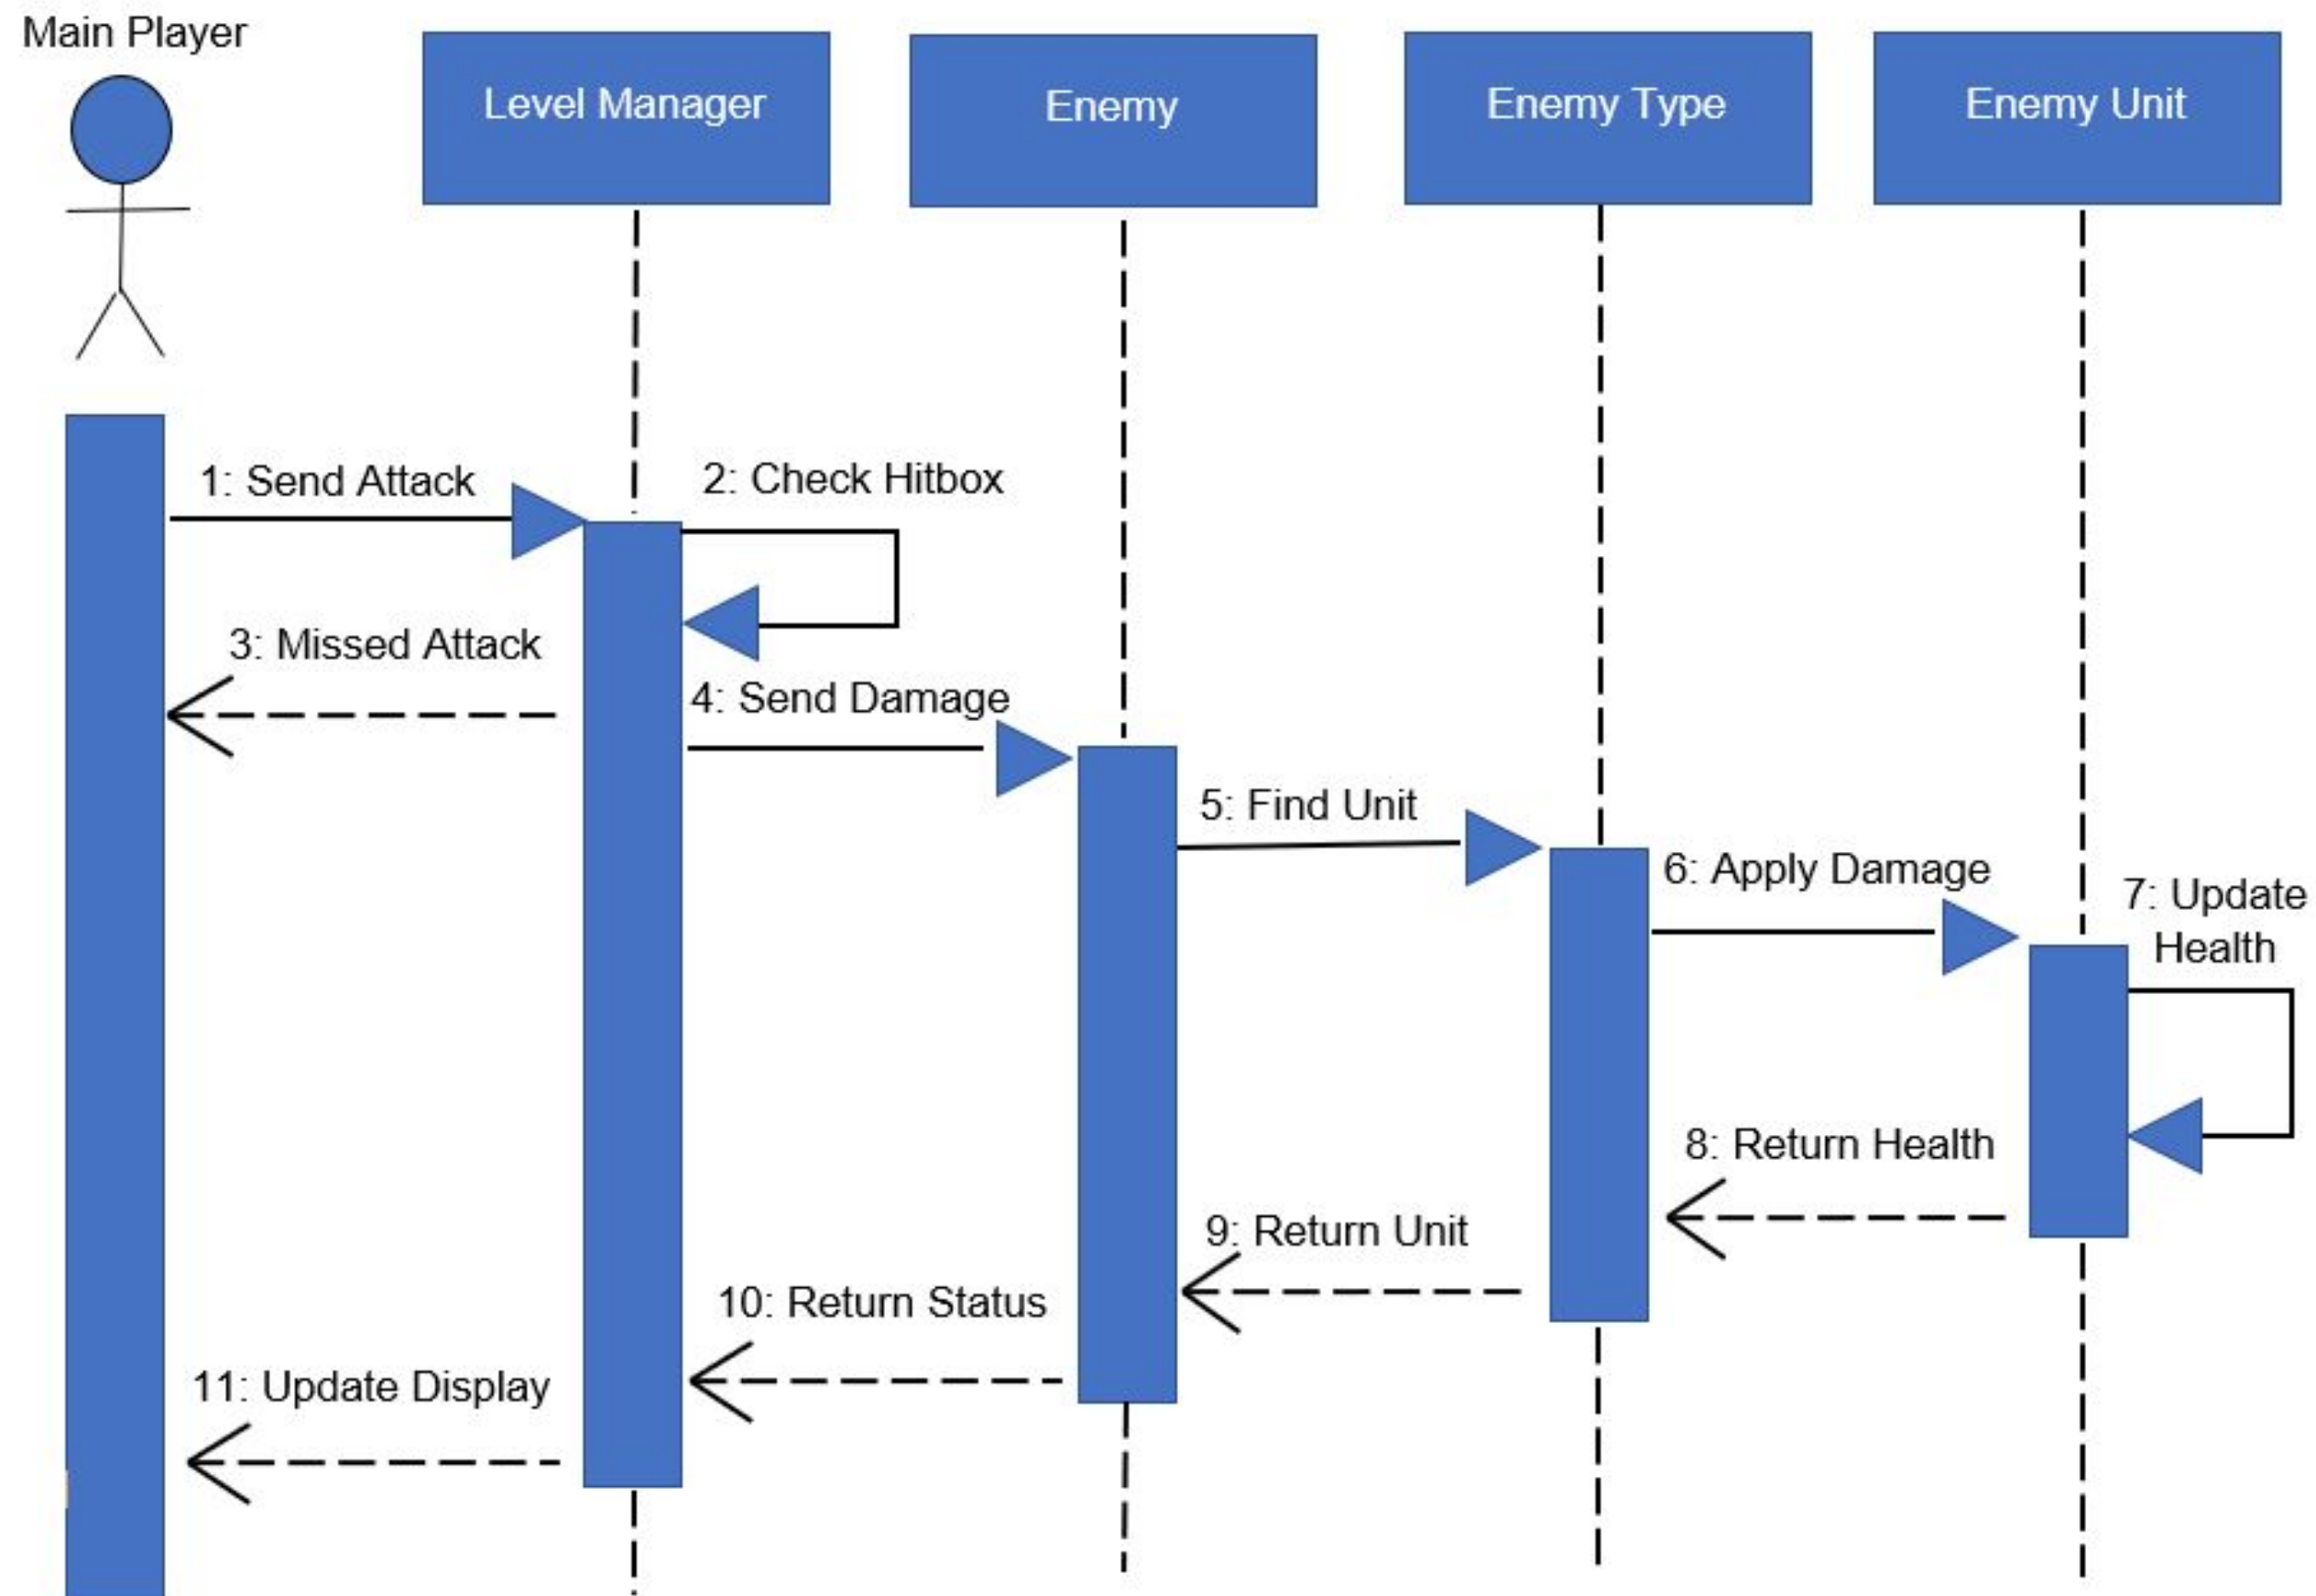 Main Player
Level Manager
Enemy
Enemy Type
Enemy Unit
1: Send Attack
2: Check Hitbox
3: Missed Attack
4: Send Damage
5: Find Unit
6: Apply Damage
7: Update
Health
8: Return Health
9: Return Unit
10: Return Status
11: Update Display